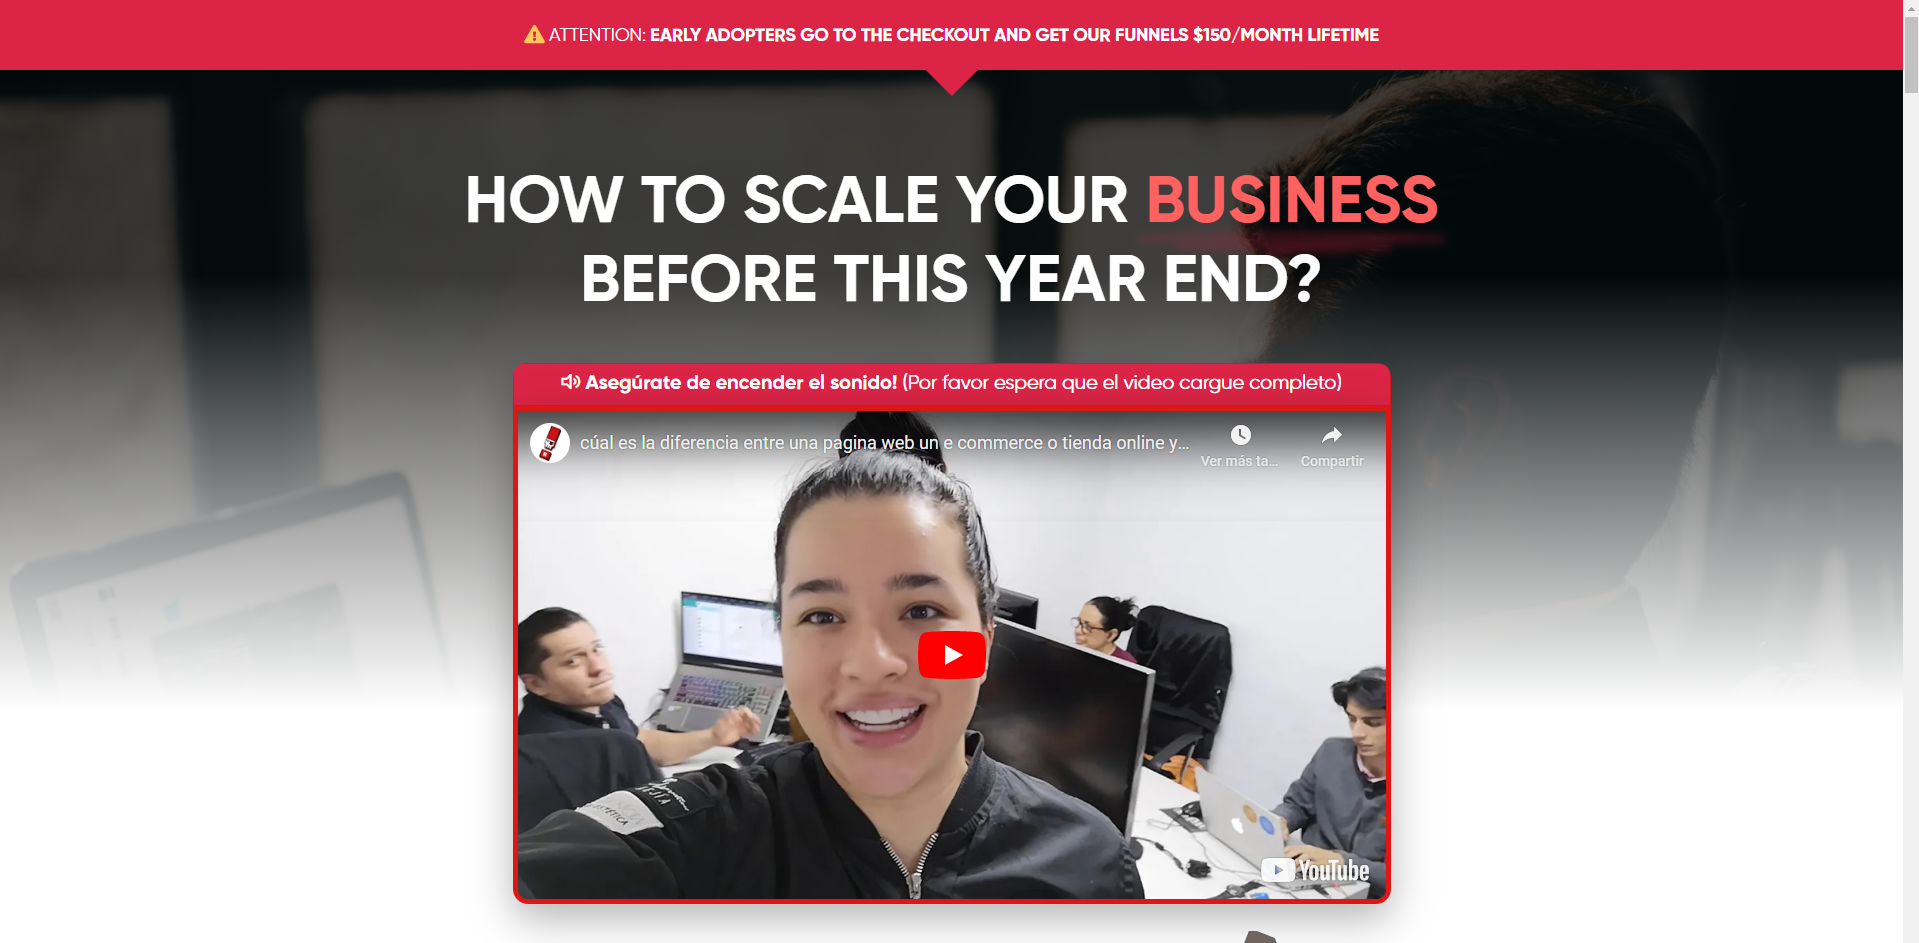 ATTENTION: EARLY ADOPTERS GO TO THE CHECKOUT AND GET OUR FUNNELS $150/MONTH LIFETIME
HOW TO SCALE YOUR BUSINESS
BEFORE THIS YEAR END?
Asegúrate de encender el sonido! (Por favor espera que el video cargue completo)
cúal es la diferencia entre una pagina web un e commerce o tienda online y...
Ver más ta...
Compartir
YouTube